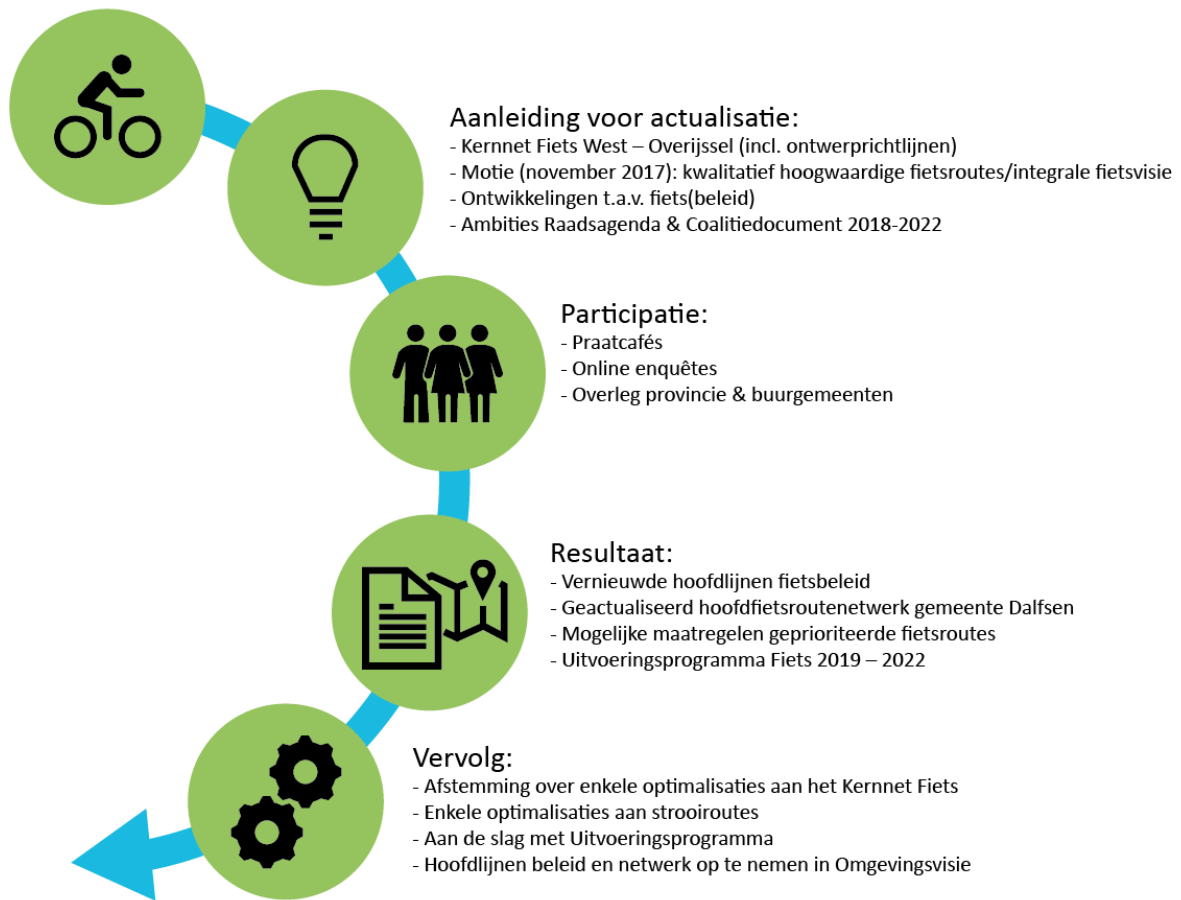 Aanleiding voor actualisatie:
- Kernnet Fiets West – Overijssel (incl. ontwerprichtlijnen)
- Motie (november 2017): kwalitatief hoogwaardige fietsroutes/integrale fietsvisie
- Ontwikkelingen t.a.v. fiets(beleid)
- Ambities Raadsagenda & Coalitiedocument 2018-2022
Participatie:
- Praatcafés
- Online enquêtes
- Overleg provincie & buurgemeenten
Resultaat:
- Vernieuwde hoofdlijnen fietsbeleid
- Geactualiseerd hoofdfietsroutenetwerk gemeente Dalfsen
- Mogelijke maatregelen geprioriteerde fietsroutes
- Uitvoeringsprogramma Fiets 2019 – 2022
Vervolg:
- Afstemming over enkele optimalisaties aan het Kernnet Fiets
- Enkele optimalisaties aan strooiroutes
- Aan de slag met Uitvoeringsprogramma
- Hoofdlijnen beleid en netwerk op te nemen in Omgevingsvisie